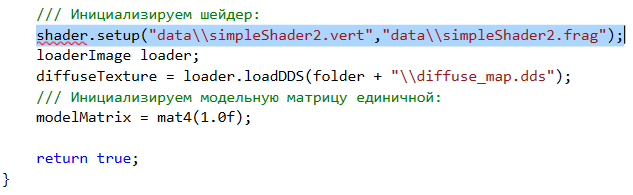 /// Инициализируем шейдер:
shader.setup("data\\simpleShader2.vert","data\\simpleShader2.frag");
loaderImage loader;
diffuseTexture = loader.loadDDS(folder + "\\diffuse_map.dds");
/// Инициализируем модельную матрицу единичной:
modelMatrix = mat4(1.0f);
return true;
}